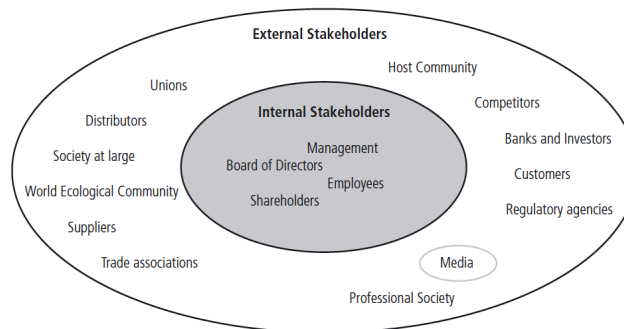 External Stakeholders
Host Community
Unions
Competitors
Internal Stakeholders
Distributors
Banks and Investors
Management
Society at large
Board of Directors
Customers
Employees
World Ecological Community
Shareholders
Regulatory agencies
Suppliers
Trade associations
Media
Professional Society